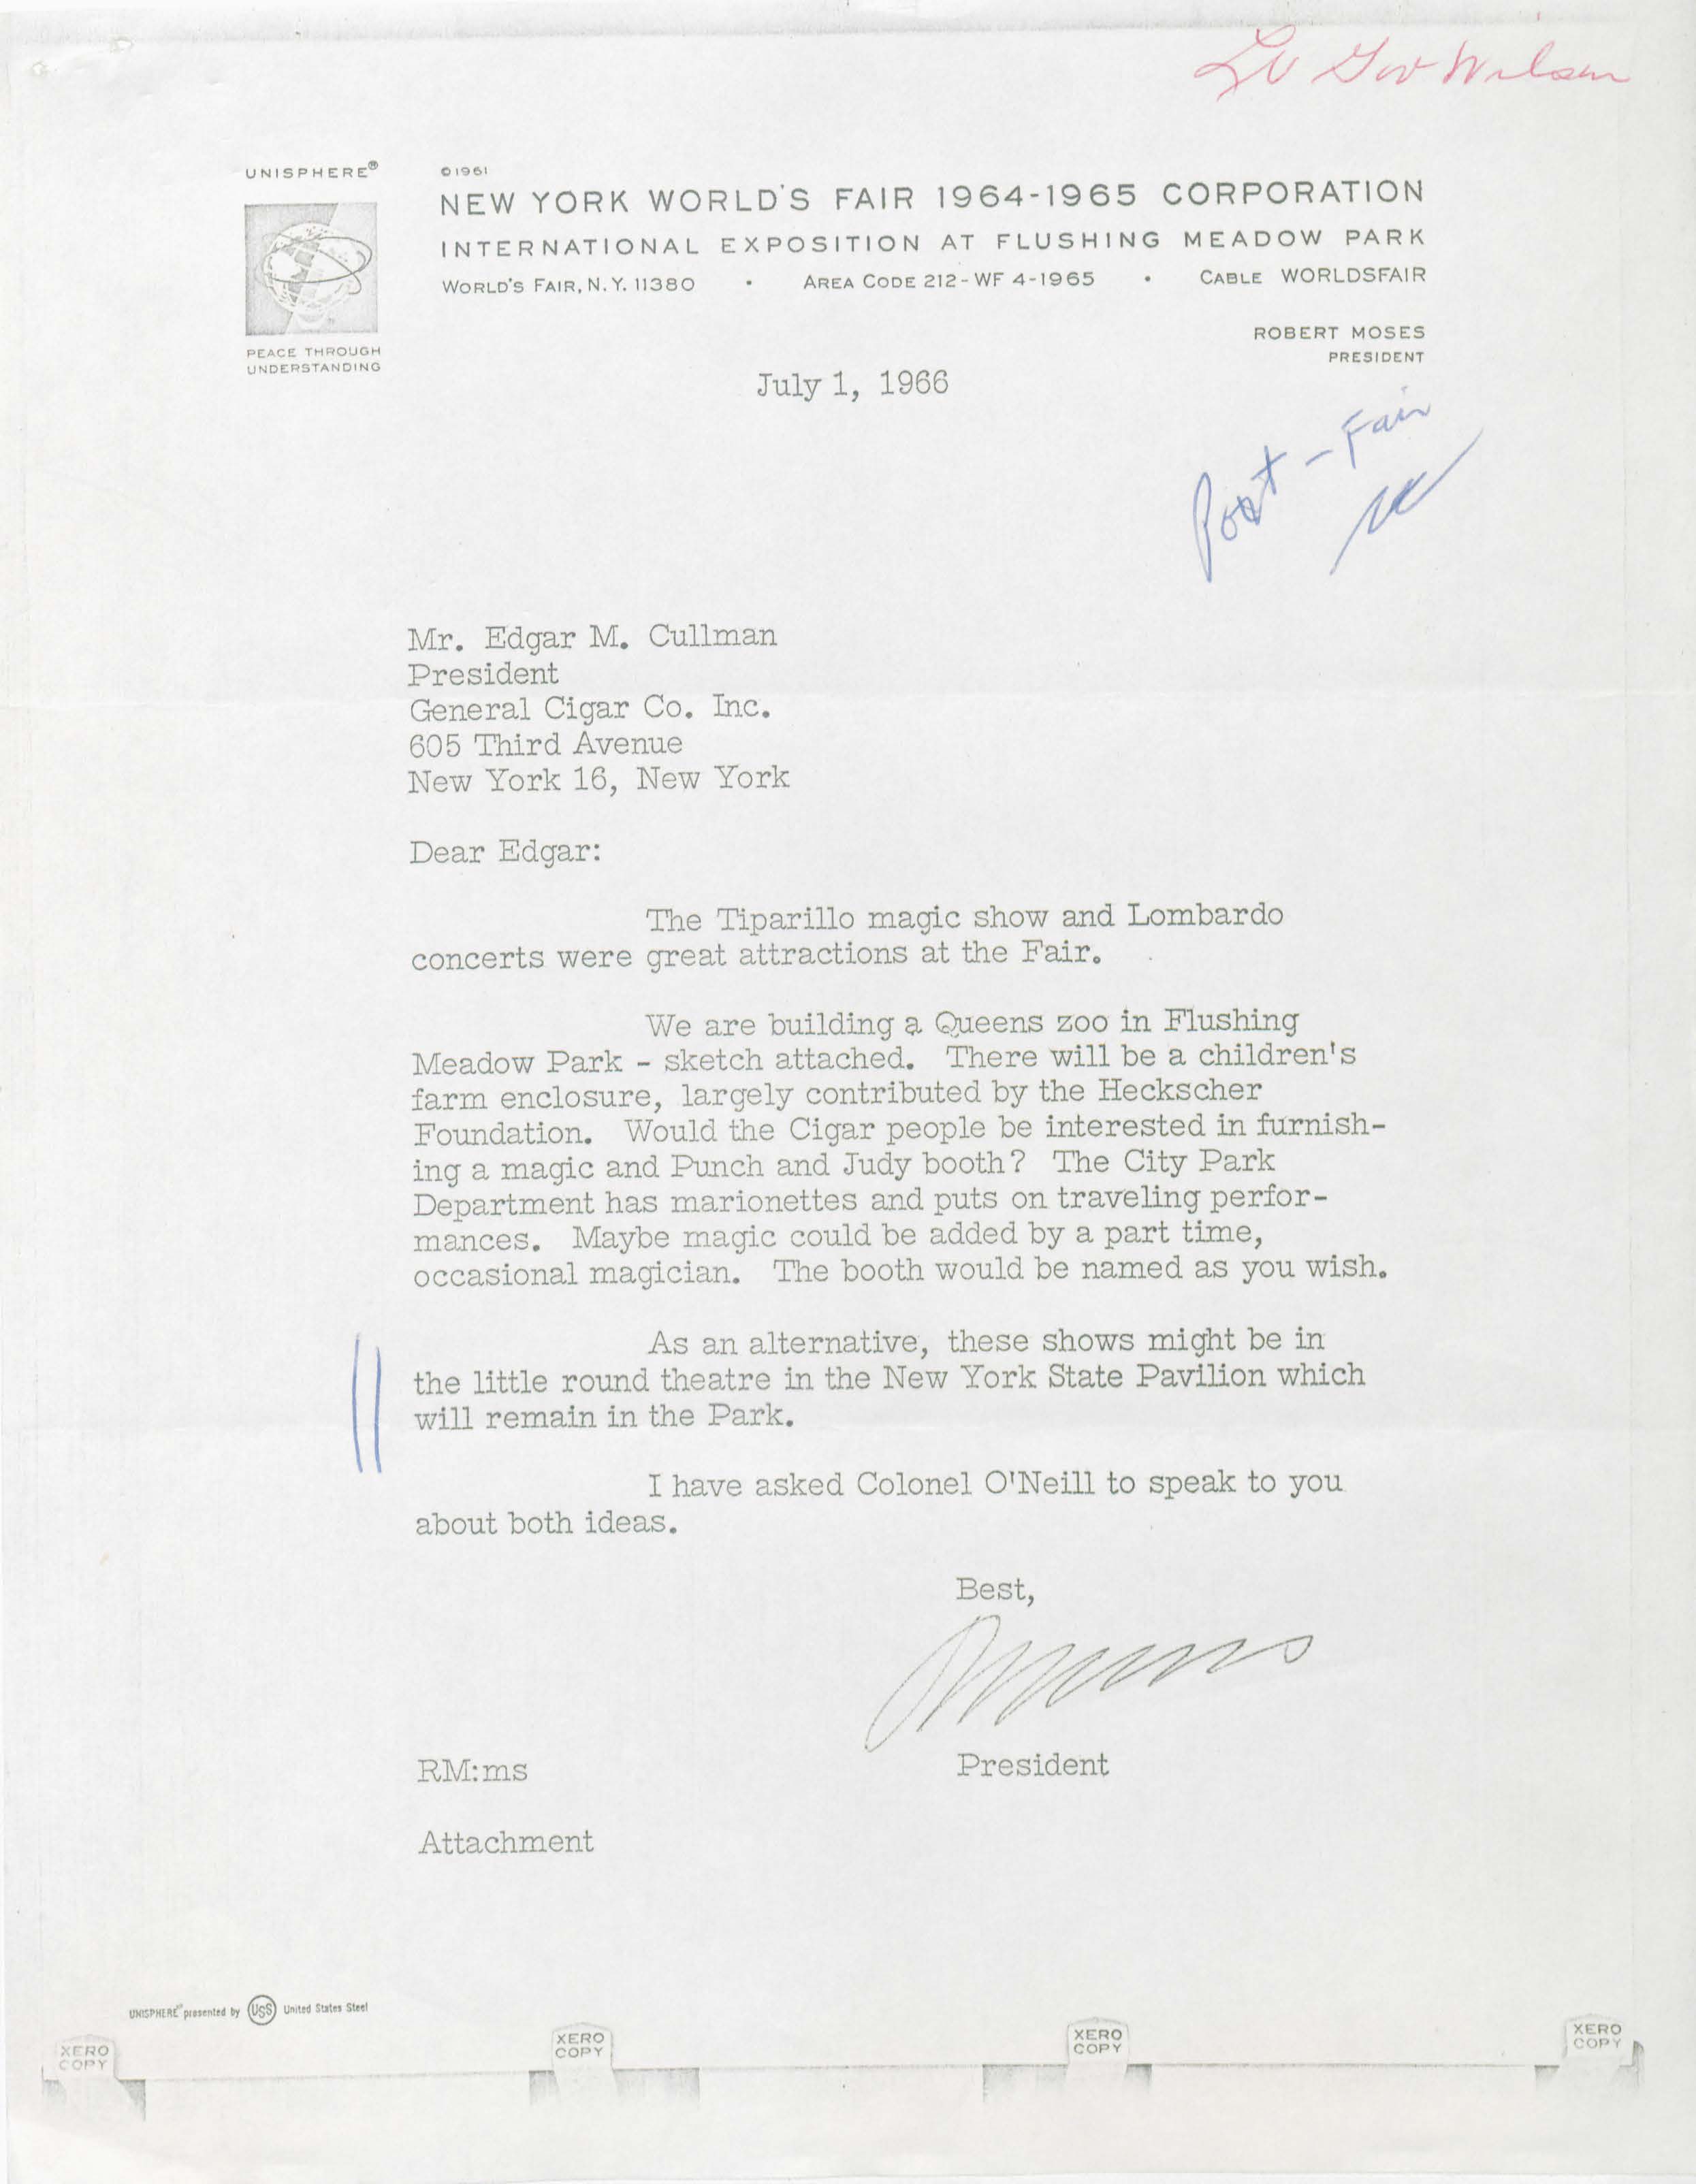 Lt Gov Wilson
UNISPHERE®
©1961
NEW YORK WORLD'S FAIR 1964-1965 CORPORATION
INTERNATIONAL EXPOSITION AT FLUSHING MEADOW PARK
WORLD'S FAIR, N.Y. 11380 • AREA CODE 212-WF 4-1965 • CABLE WORLDSFAIR
ROBERT MOSES
PRESIDENT
PEACE THROUGH
UNDERSTANDING
July 1, 1966
Post-Fair
Mr. Edgar M. Cullman
President
General Cigar Co. Inc.
605 Third Avenue
New York 16, New York
Dear Edgar:
The Tiparillo magic show and Lombardo
concerts were great attractions at the Fair.
We are building a Queens zoo in Flushing
Meadow Park - sketch attached. There will be a children's
farm enclosure, largely contributed by the Heckscher
Foundation. Would the Cigar people be interested in furnish-
ing a magic and Punch and Judy booth? The City Park
Department has marionettes and puts on traveling perfor-
mances. Maybe magic could be added by a part time,
occasional magician. The booth would be named as you wish.
As an alternative, these shows might be in
the little round theatre in the New York State Pavilion which
will remain in the Park.
I have asked Colonel O'Neill to speak to you
about both ideas.
Best,
President
RM:ms
Attachment
UNISPHERE® presented by USS United States Steel
XERO COPY
XERO COPY
XERO COPY
XERO COPY